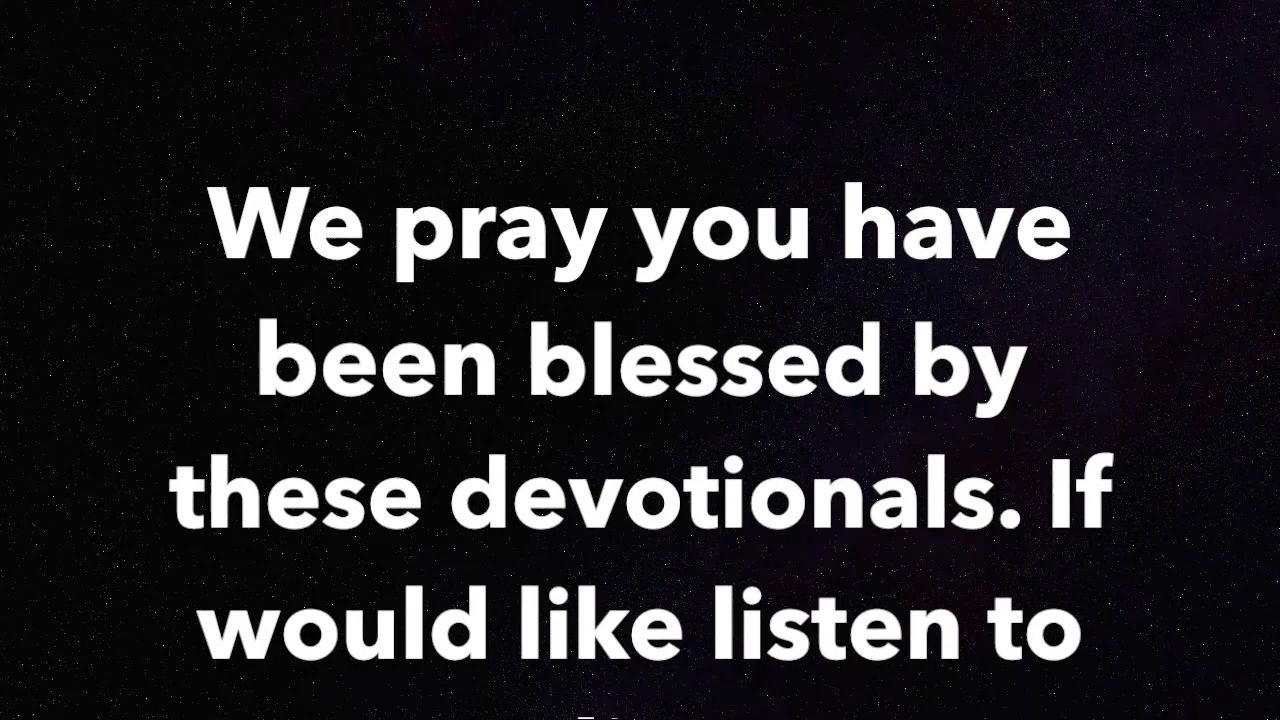 We pray you have
been blessed by
these devotionals. If
would like listen to